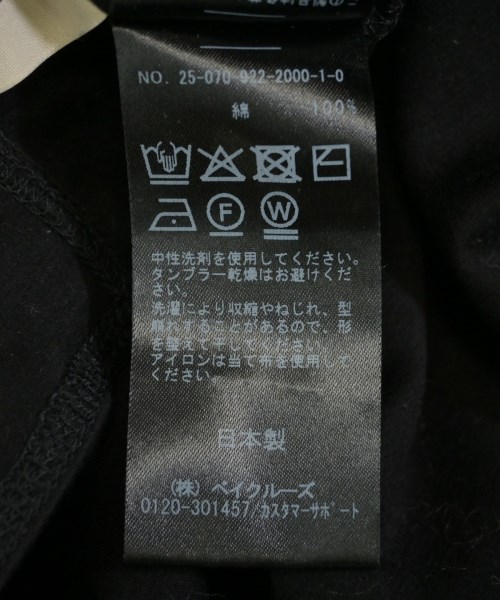 NO. 25-070-922-2000-1-0
綿 100%
F W
中性洗剤を使用してください。
タンブラー乾燥はお避けくだ
さい。
洗濯により収縮やねじれ、型
崩れすることがあるので、形
を整えて干してください。
アイロンは当て布を使用して
ください。
日本製
(株) ベイクルーズ
0120-301457/カスタマーサポート